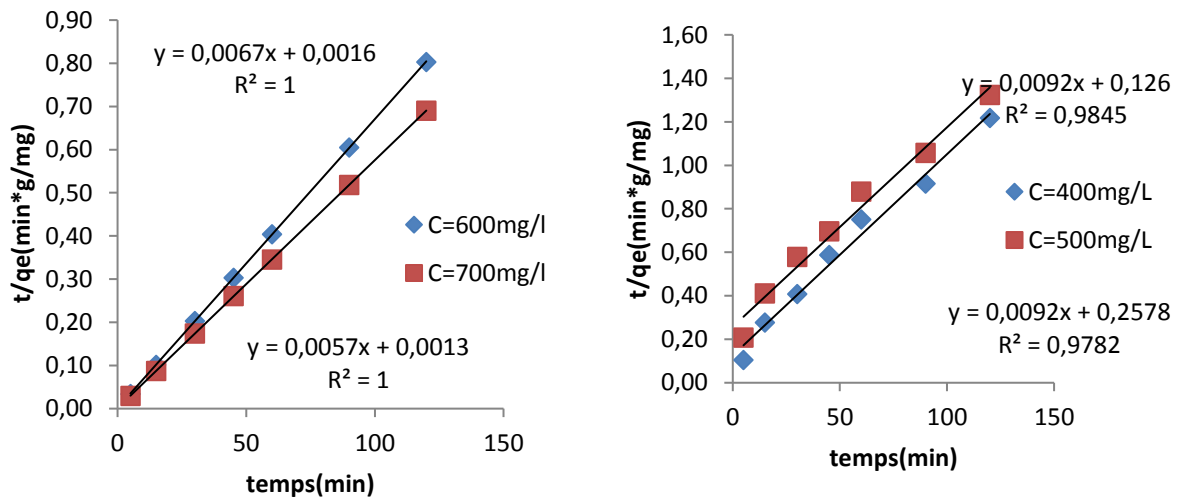 0,90
0,80
0,70
0,60
0,50
0,40
0,30
0,20
0,10
0,00
t/qe(min*g/mg)
y = 0,0067x + 0,0016
R² = 1
C=600mg/l
C=700mg/l
y = 0,0057x + 0,0013
R² = 1
0 50 100 150
temps(min)
1,60
1,40
1,20
1,00
0,80
0,60
0,40
0,20
0,00
t/qe(min*g/mg)
y = 0,0092x + 0,126
R² = 0,9845
C=400mg/L
C=500mg/L
y = 0,0092x + 0,2578
R² = 0,9782
0 50 100 150
temps(min)